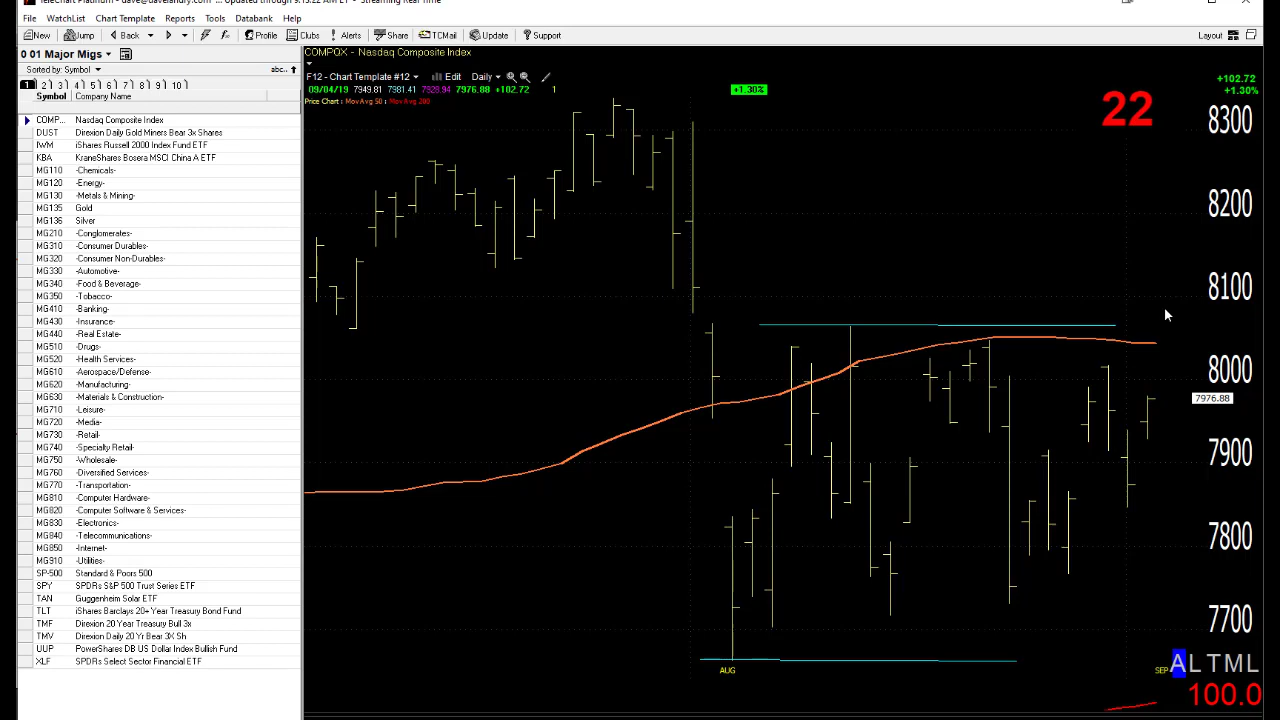 TeleChart Platinum - dave@davelandry.com ... Updated through 9:13:22 AM ET - Streaming Real Time
File WatchList Chart Template Reports Tools Databank Help
New Jump Back Profile Clubs Alerts Share TCMail Update Support Layout
0 01 Major Migs
Sorted by: Symbol abc..
1 2 3 4 5 6 7 8 9 10
Symbol Company Name
COMP... Nasdaq Composite Index
DUST Direxion Daily Gold Miners Bear 3x Shares
IWM iShares Russell 2000 Index Fund ETF
KBA KraneShares Bosera MSCI China A ETF
MG110 -Chemicals-
MG120 -Energy-
MG130 -Metals & Mining-
MG135 Gold
MG136 Silver
MG210 -Conglomerates-
MG310 -Consumer Durables-
MG320 -Consumer Non-Durables-
MG330 -Automotive-
MG340 -Food & Beverage-
MG350 -Tobacco-
MG410 -Banking-
MG430 -Insurance-
MG440 -Real Estate-
MG510 -Drugs-
MG520 -Health Services-
MG610 -Aerospace/Defense-
MG620 -Manufacturing-
MG630 -Materials & Construction-
MG710 -Leisure-
MG720 -Media-
MG730 -Retail-
MG740 -Specialty Retail-
MG750 -Wholesale-
MG760 -Diversified Services-
MG770 -Transportation-
MG810 -Computer Hardware-
MG820 -Computer Software & Services-
MG830 -Electronics-
MG840 -Telecommunications-
MG850 -Internet-
MG910 -Utilities-
SP-500 Standard & Poors 500
SPY SPDRs S&P 500 Trust Series ETF
TAN Guggenheim Solar ETF
TLT iShares Barclays 20+ Year Treasury Bond Fund
TMF Direxion 20 Year Treasury Bull 3x
TMV Direxion Daily 20 Yr Bear 3X Sh
UUP PowerShares DB US Dollar Index Bullish Fund
XLF SPDRs Select Sector Financial ETF
COMPQX - Nasdaq Composite Index
F12 - Chart Template #12 Edit Daily
09/04/19 7949.81 7981.41 7928.94 7976.88 +102.72 1
+1.30%
+102.72
+1.30%
Price Chart : MovAvg 50 : MovAvg 200
22
8300
8200
8100
8000
7976.88
7900
7800
7700
AUG SEP
A L T M L
100.0